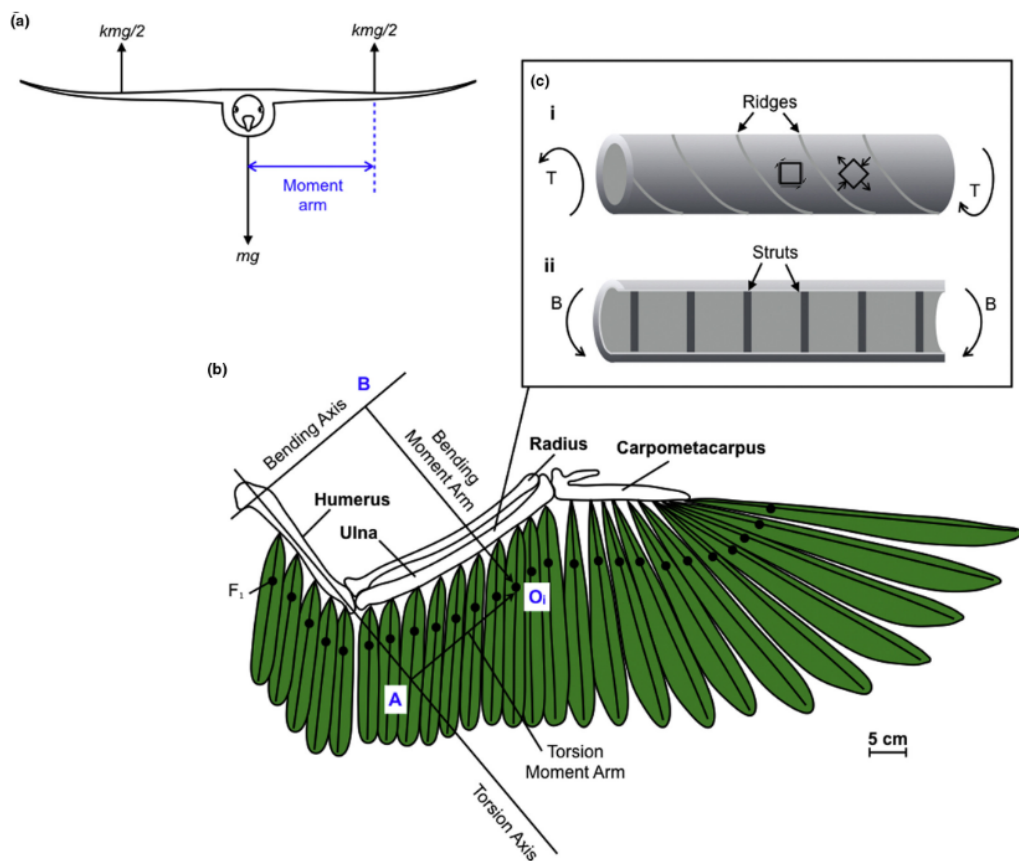 (a)
kmg/2
kmg/2
Moment
arm
mg
(c)
i
Ridges
T
T
ii
Struts
B
B
(b)
B
Bending Axis
Bending
Moment Arm
Radius
Carpometacarpus
Humerus
Ulna
F₁
Oᵢ
A
Torsion
Moment Arm
Torsion Axis
5 cm